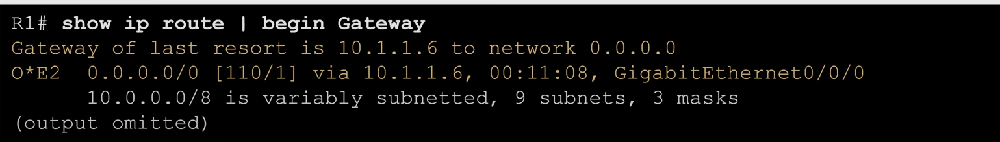 R1# show ip route | begin Gateway
Gateway of last resort is 10.1.1.6 to network 0.0.0.0
O*E2  0.0.0.0/0 [110/1] via 10.1.1.6, 00:11:08, GigabitEthernet0/0/0
      10.0.0.0/8 is variably subnetted, 9 subnets, 3 masks
(output omitted)